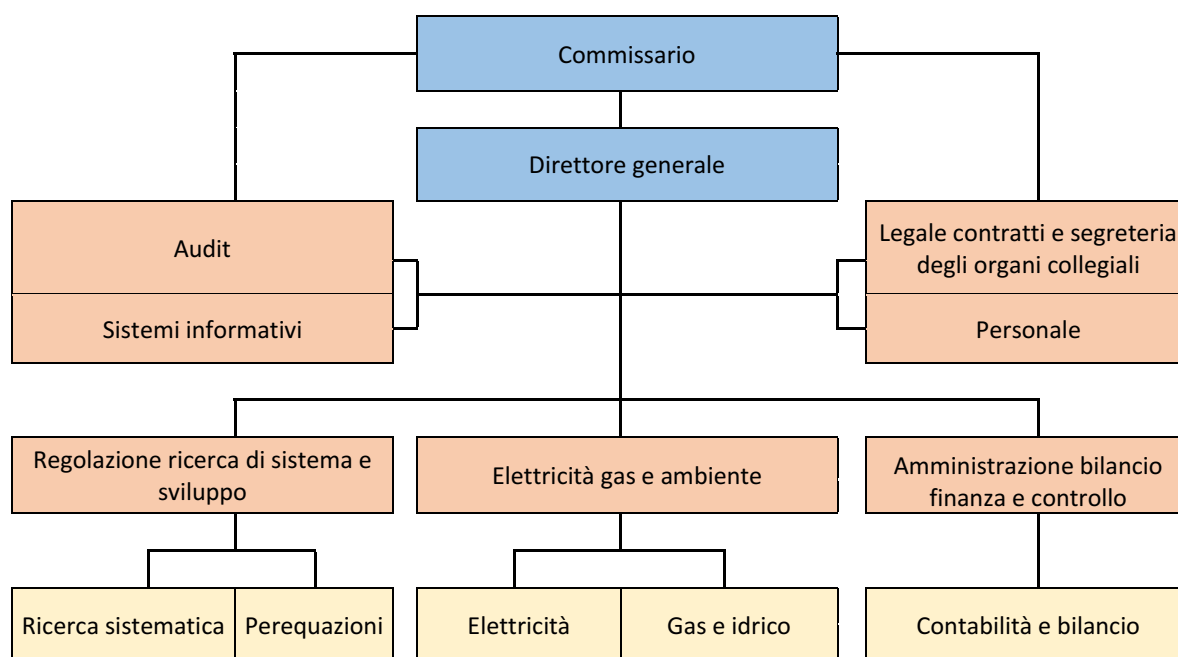 Commissario
Direttore generale
Audit
Legale contratti e segreteria
degli organi collegiali
Sistemi informativi
Personale
Regolazione ricerca di sistema e
sviluppo
Elettricità gas e ambiente
Amministrazione bilancio
finanza e controllo
Ricerca sistematica
Perequazioni
Elettricità
Gas e idrico
Contabilità e bilancio